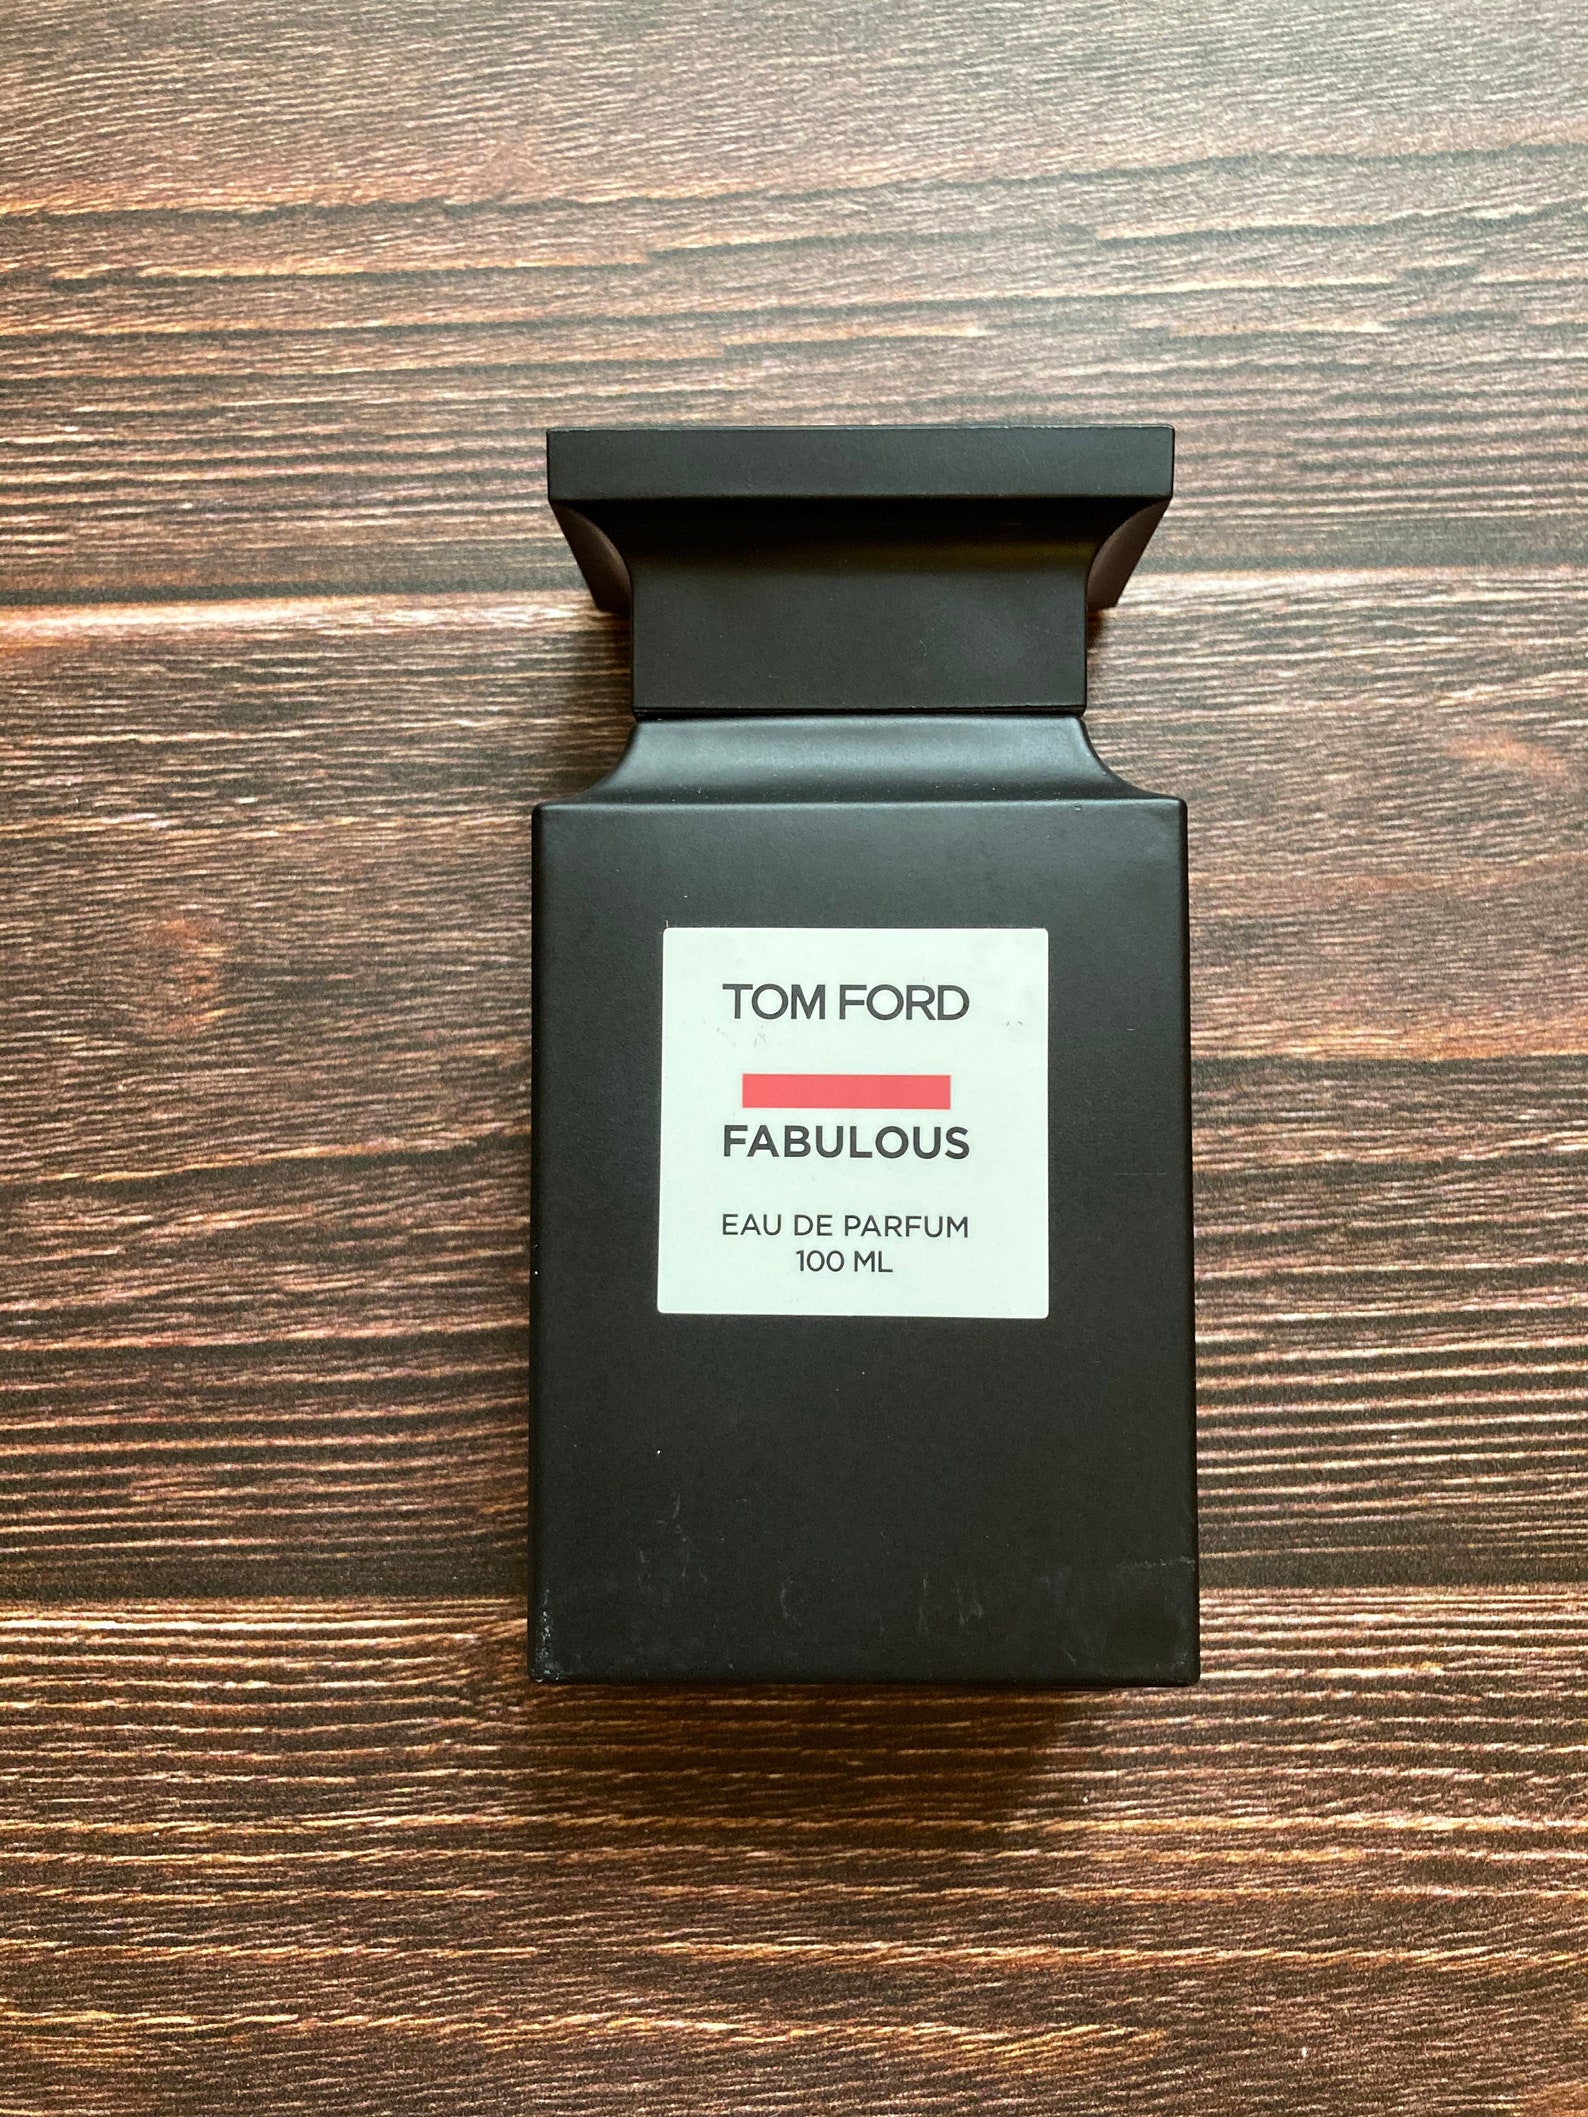 TOM FORD
FABULOUS
EAU DE PARFUM
100 ML